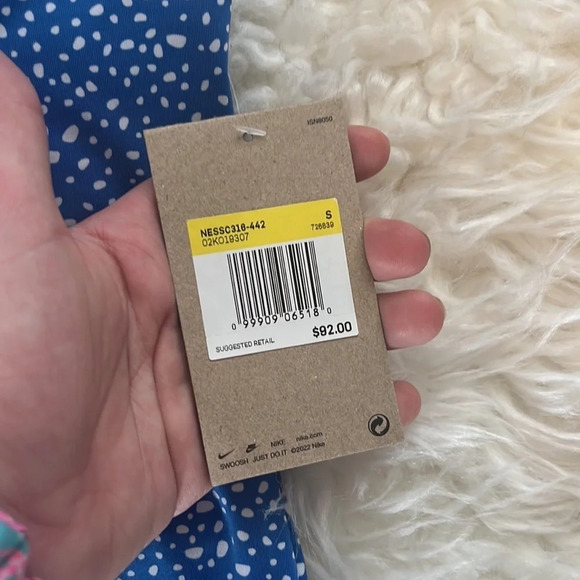 ISN8050
NESSC316-442 S
02KO19307 726839
0 99909 06518 0
$92.00
SUGGESTED RETAIL
NIKE nike.com
SWOOSH JUST DO IT ©2022 Nike